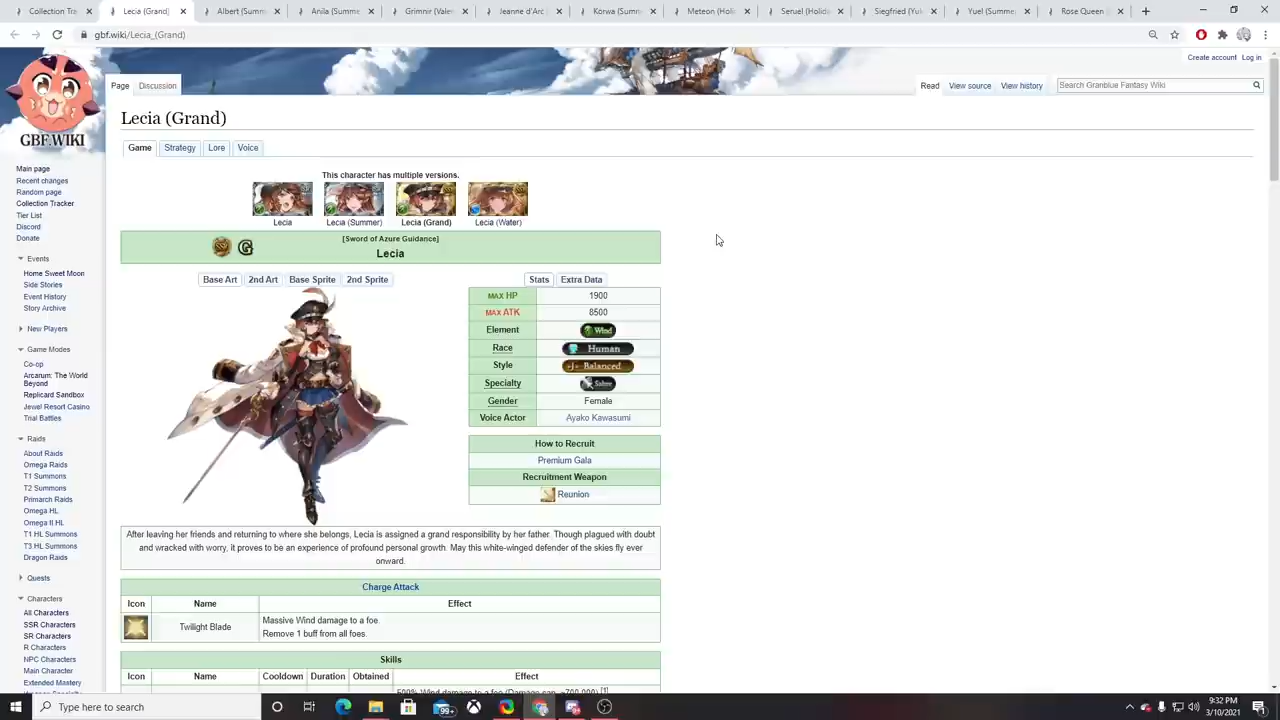 Collection Tra
Lecia (Grand)
Albert (Summ
Anila (Summe
Grimnir (Valen
Jeanne d'Arc (
Korwa (Summ
Meteon (Holid
Seruel (Holida
Siegfried (Yuk
Yuel (Summe
Rose Queen
gbf.wiki/Lecia_(Grand)
Create account Log in
Page Discussion
Read View source View history
Search Granblue Fantasy Wiki
GBF.WIKI
Lecia (Grand)
Game Strategy Lore Voice
This character has multiple versions.
Lecia Lecia (Summer) Lecia (Grand) Lecia (Water)
[Sword of Azure Guidance]
Lecia
Base Art 2nd Art Base Sprite 2nd Sprite
Stats Extra Data
MAX HP 1900
MAX ATK 8500
Element Wind
Race Human
Style Balanced
Specialty Sabre
Gender Female
Voice Actor Ayako Kawasumi
How to Recruit
Premium Gala
Recruitment Weapon
Reunion
After leaving her friends and returning to where she belongs, Lecia is assigned a grand responsibility by her father. Though plagued with doubt
and wracked with worry, it proves to be an experience of profound personal growth. May this white-winged defender of the skies fly ever
onward.
Charge Attack
Icon Name Effect
Twilight Blade
Massive Wind damage to a foe.
Remove 1 buff from all foes.
Skills
Icon Name Cooldown Duration Obtained Effect
Main page
Recent changes
Random page
Collection Tracker
Tier List
Discord
Donate
Events
Home Sweet Moon
Side Stories
Event History
Story Archive
New Players
Game Modes
Co-op
Arcarum: The World
Beyond
Replicard Sandbox
Jewel Resort Casino
Trial Battles
Raids
About Raids
Omega Raids
T1 Summons
T2 Summons
Primarch Raids
Omega HL
Omega II HL
T1 HL Summons
T3 HL Summons
Dragon Raids
Quests
Characters
All Characters
SSR Characters
SR Characters
R Characters
NPC Characters
Main Character
Extended Mastery
Type here to search
99+
9:32 PM
3/10/2021